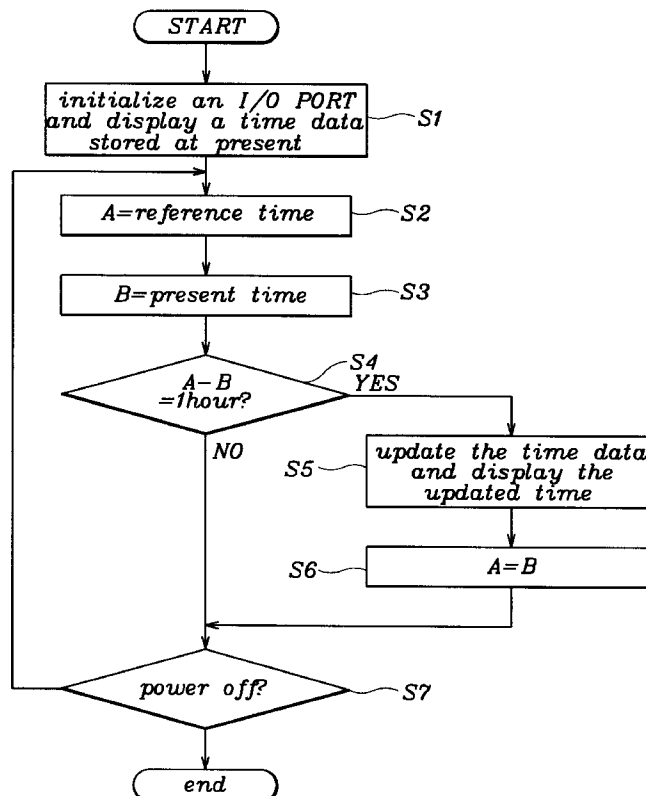 START
initialize an I/O PORT
and display a time data
stored at present
S1
A=reference time
S2
B=present time
S3
S4
A-B
=1hour?
YES
NO
update the time data
and display the
updated time
S5
A=B
S6
power off?
S7
end